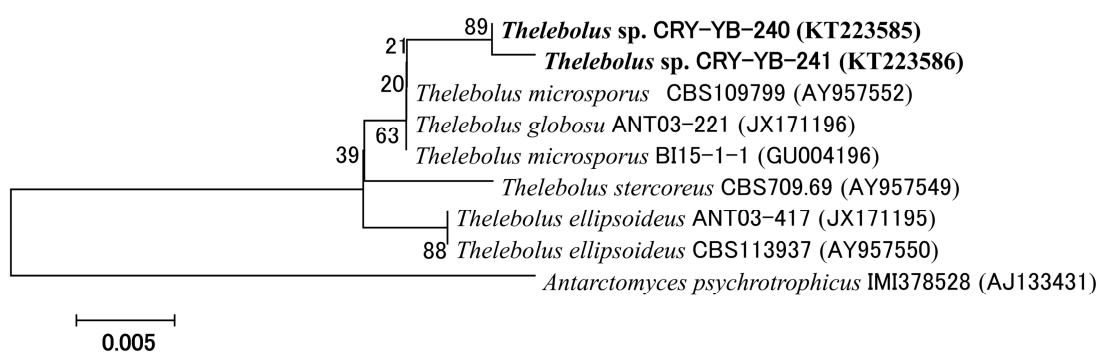 89
Thelebolus sp. CRY-YB-240 (KT223585)
21
Thelebolus sp. CRY-YB-241 (KT223586)
20
Thelebolus microsporus CBS109799 (AY957552)
Thelebolus globosu ANT03-221 (JX171196)
63
39
Thelebolus microsporus BI15-1-1 (GU004196)
Thelebolus stercoreus CBS709.69 (AY957549)
Thelebolus ellipsoideus ANT03-417 (JX171195)
88
Thelebolus ellipsoideus CBS113937 (AY957550)
Antarctomyces psychrotrophicus IMI378528 (AJ133431)
0.005